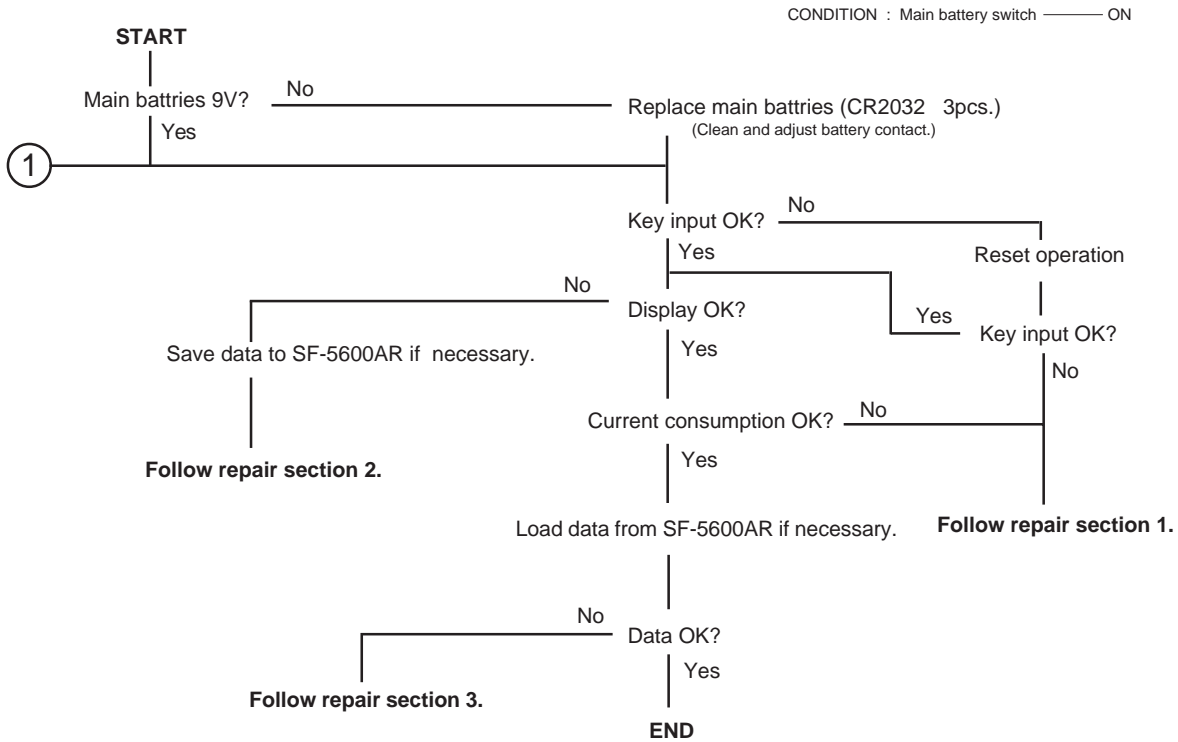 CONDITION : Main battery switch ——— ON
START
Main battries 9V?
No
Replace main battries (CR2032 3pcs.)
(Clean and adjust battery contact.)
Yes
1
Key input OK?
No
Yes
Reset operation
No
Display OK?
Yes
Key input OK?
Save data to SF-5600AR if necessary.
Yes
No
Current consumption OK?
No
Follow repair section 2.
Yes
Load data from SF-5600AR if necessary.
Follow repair section 1.
No
Data OK?
Yes
Follow repair section 3.
END